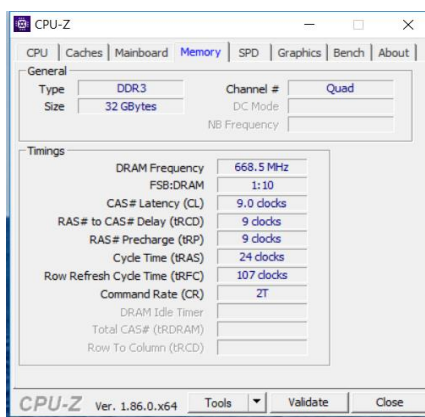 CPU-Z
CPU Caches Mainboard Memory SPD Graphics Bench About
General
Type DDR3 Channel # Quad
Size 32 GBytes DC Mode
NB Frequency
Timings
DRAM Frequency 668.5 MHz
FSB:DRAM 1:10
CAS# Latency (CL) 9.0 clocks
RAS# to CAS# Delay (tRCD) 9 clocks
RAS# Precharge (tRP) 9 clocks
Cycle Time (tRAS) 24 clocks
Row Refresh Cycle Time (tRFC) 107 clocks
Command Rate (CR) 2T
DRAM Idle Timer
Total CAS# (tRDRAM)
Row To Column (tRCD)
CPU-Z Ver. 1.86.0.x64 Tools Validate Close